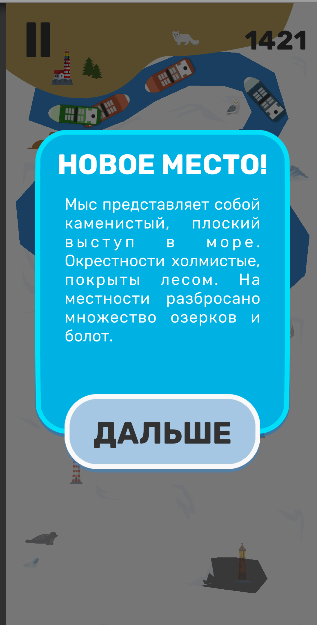 1421
НОВОЕ МЕСТО!
Мыс представляет собой
каменистый, плоский
выступ в море.
Окрестности холмистые,
покрыты лесом. На
местности разбросано
множество озерков и
болот.
ДАЛЬШЕ